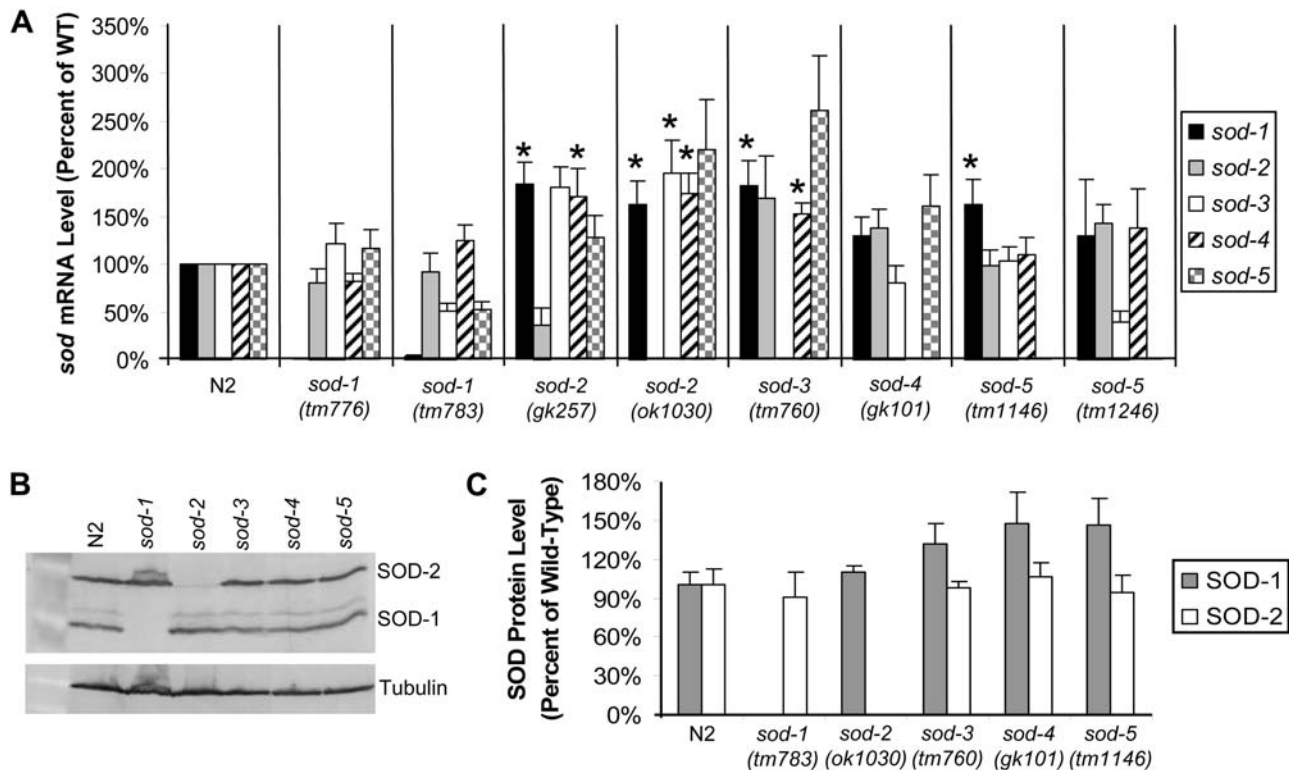 A
sod mRNA Level (Percent of WT)
350%
300%
250%
200%
150%
100%
50%
0%
* * * * * * * *
N2
sod-1
(tm776)
sod-1
(tm783)
sod-2
(gk257)
sod-2
(ok1030)
sod-3
(tm760)
sod-4
(gk101)
sod-5
(tm1146)
sod-5
(tm1246)
sod-1
sod-2
sod-3
sod-4
sod-5
B
N2
sod-1
sod-2
sod-3
sod-4
sod-5
SOD-2
SOD-1
Tubulin
C
SOD Protein Level
(Percent of Wild-Type)
180%
150%
120%
90%
60%
30%
0%
N2
sod-1
(tm783)
sod-2
(ok1030)
sod-3
(tm760)
sod-4
(gk101)
sod-5
(tm1146)
SOD-1
SOD-2